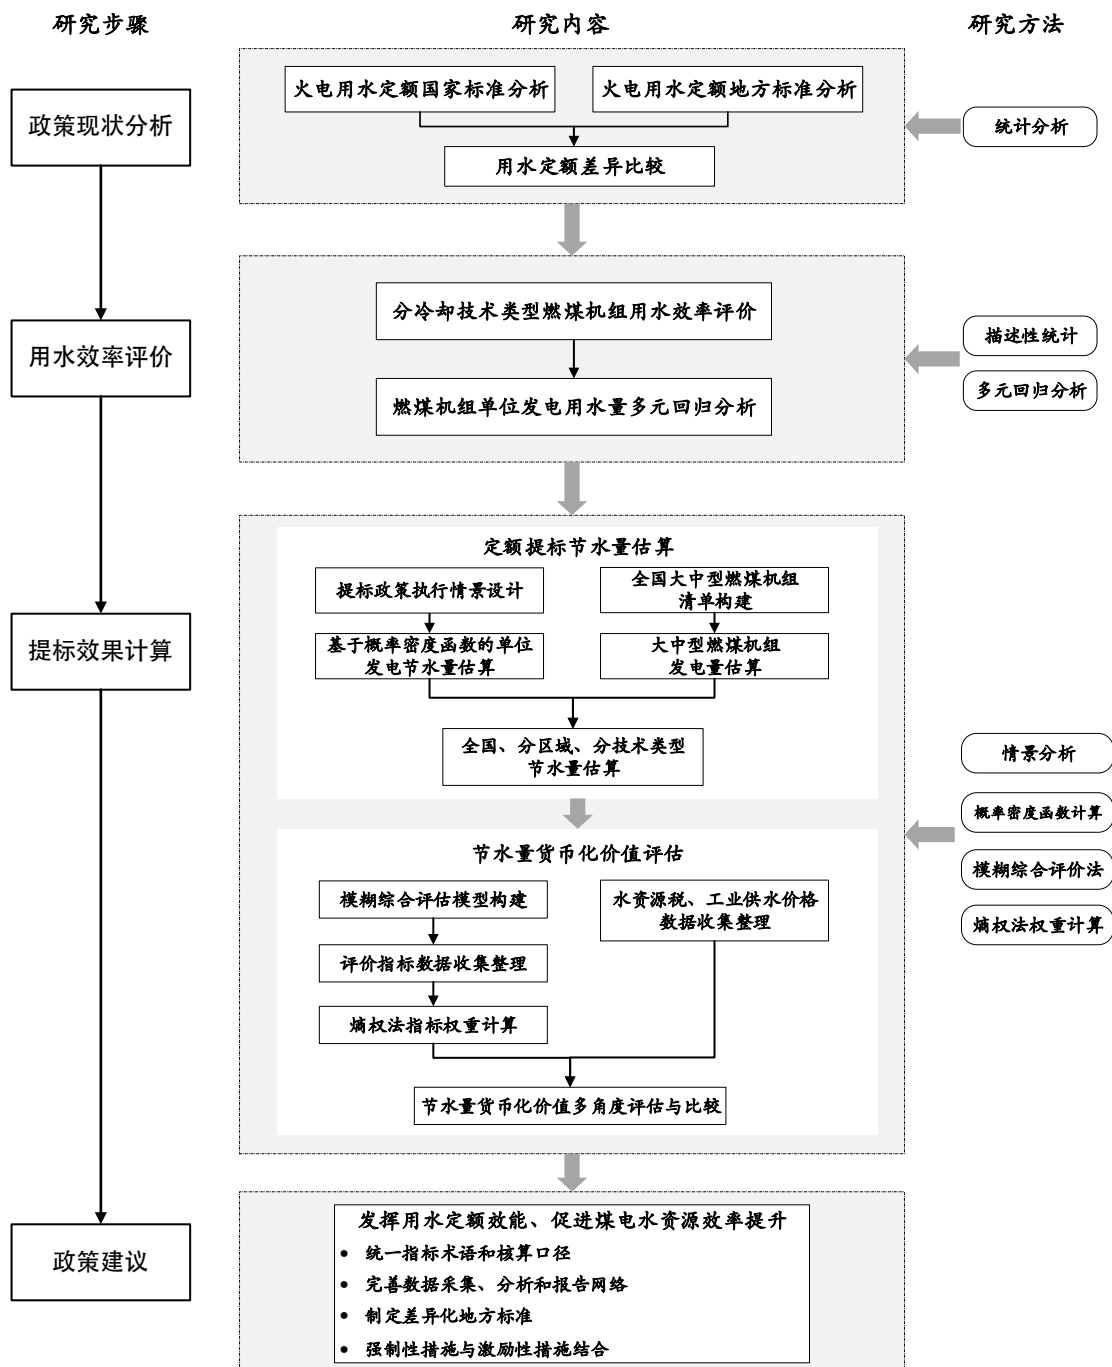 研究步骤
研究内容
研究方法
政策现状分析
火电用水定额国家标准分析
火电用水定额地方标准分析
用水定额差异比较
统计分析
用水效率评价
分冷却技术类型燃煤机组用水效率评价
燃煤机组单位发电用水量多元回归分析
描述性统计
多元回归分析
提标效果计算
定额提标节水量估算
提标政策执行情景设计
全国大中型燃煤机组
清单构建
基于概率密度函数的单位
发电节水量估算
大中型燃煤机组
发电量估算
全国、分区域、分技术类型
节水量估算
节水量货币化价值评估
模糊综合评估模型构建
水资源税、工业供水价格
数据收集整理
评价指标数据收集整理
熵权法指标权重计算
节水量货币化价值多角度评估与比较
情景分析
概率密度函数计算
模糊综合评价法
熵权法权重计算
政策建议
发挥用水定额效能、促进煤电水资源效率提升
• 统一指标术语和核算口径
• 完善数据采集、分析和报告网络
• 制定差异化地方标准
• 强制性措施与激励性措施结合